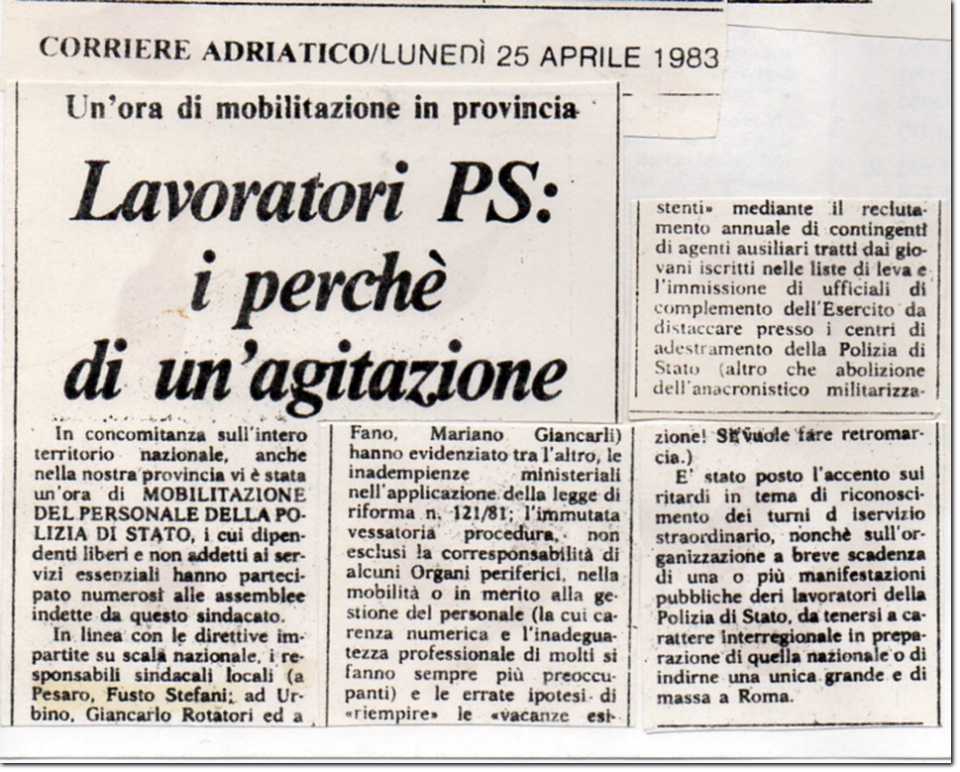 CORRIERE ADRIATICO/LUNEDÌ 25 APRILE 1983
Un'ora di mobilitazione in provincia
Lavoratori PS:
i perchè
di un'agitazione
In concomitanza sull'intero
territorio nazionale, anche
nella nostra provincia vi è stata
un'ora di MOBILITAZIONE
DEL PERSONALE DELLA PO-
LIZIA DI STATO, i cui dipen-
denti liberi e non addetti ai ser-
vizi essenziali hanno parteci-
pato numerosi alle assemblee
indette da questo sindacato.
In linea con le direttive im-
partite su scala nazionale, i re-
sponsabili sindacali locali (a
Pesaro, Fusto Stefani; ad Ur-
bino, Giancarlo Rotatori ed a
Fano, Mariano Giancarli)
hanno evidenziato tra l'altro, le
inadempienze ministeriali
nell'applicazione della legge di
riforma n. 121/81; l'immutata
vessatoria procedura, non
esclusi la corresponsabilità di
alcuni Organi periferici, nella
mobilità o in merito alla ge-
stione del personale (la cui ca-
renza numerica e l'inadegua-
tezza professionale di molti si
fanno sempre più preoccu-
panti) e le errate ipotesi di
«riempire» le «vacanze esi-
stenti» mediante il recluta-
mento annuale di contingenti
di agenti ausiliari tratti dai gio-
vani iscritti nelle liste di leva e
l'immissione di ufficiali di
complemento dell'Esercito da
distaccare presso i centri di
adestramento della Polizia di
Stato (altro che abolizione
dell'anacronistico militarizza-
zione! Si vuole fare retromar-
cia.)
E' stato posto l'accento sui
ritardi in tema di riconosci-
mento dei turni d iservizio
straordinario, nonchè sull'or-
ganizzazione a breve scadenza
di una o più manifestazioni
pubbliche deri lavoratori della
Polizia di Stato, da tenersi a ca-
rattere interregionale in prepa-
razione di quella nazionale o di
indirne una unica grande e di
massa a Roma.